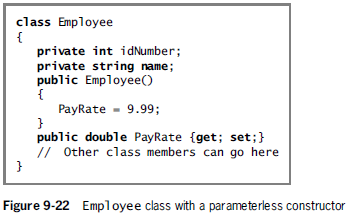 class Employee
{
private int idNumber;
private string name;
public Employee()
{
PayRate = 9.99;
}
public double PayRate {get; set;}
// Other class members can go here
}
Figure 9-22 Employee class with a parameterless constructor